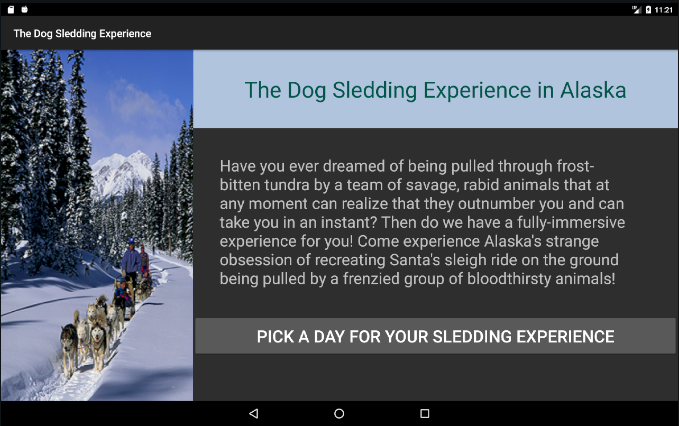 11:21
The Dog Sledding Experience
The Dog Sledding Experience in Alaska
Have you ever dreamed of being pulled through frost-
bitten tundra by a team of savage, rabid animals that at
any moment can realize that they outnumber you and can
take you in an instant? Then do we have a fully-immersive
experience for you! Come experience Alaska's strange
obsession of recreating Santa's sleigh ride on the ground
being pulled by a frenzied group of bloodthirsty animals!
PICK A DAY FOR YOUR SLEDDING EXPERIENCE